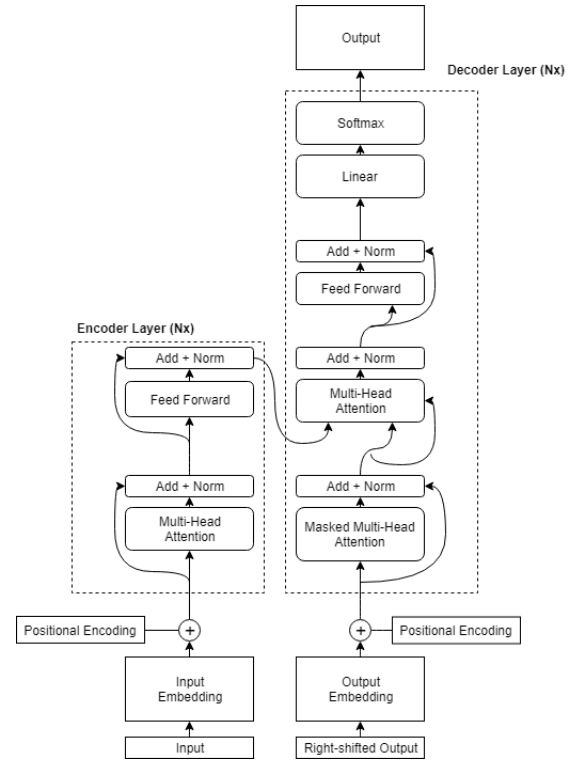 Output
Decoder Layer (Nx)
Softmax
Linear
Add + Norm
Feed Forward
Encoder Layer (Nx)
Add + Norm
Feed Forward
Add + Norm
Multi-Head
Attention
Add + Norm
Multi-Head
Attention
Add + Norm
Masked Multi-Head
Attention
Positional Encoding
+
+
Positional Encoding
Input
Embedding
Output
Embedding
Input
Right-shifted Output